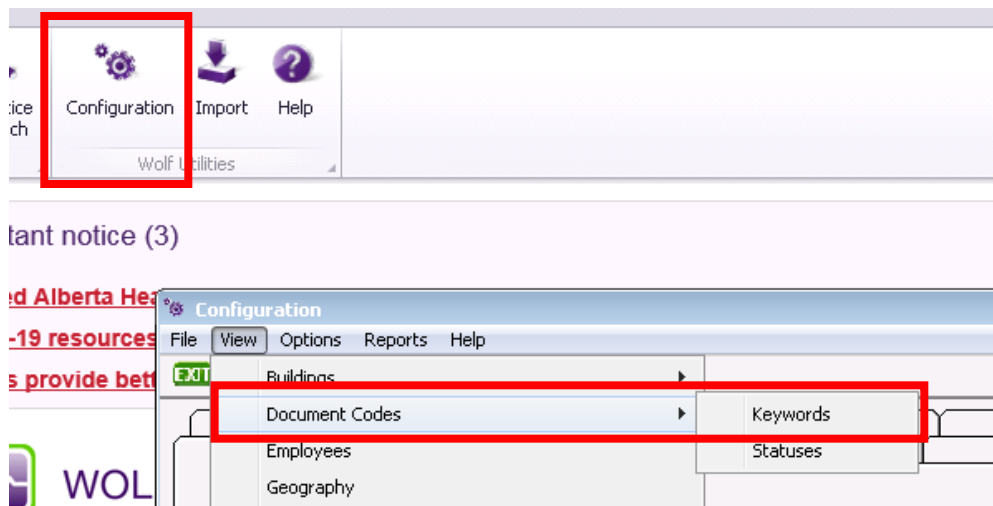 tice
ch
Configuration
Import
Help
Wolf Utilities
tant notice (3)
ed Alberta Hea
-19 resources
s provide bett
Configuration
File View Options Reports Help
EXIT
Buildings
Document Codes
Keywords
Employees
Statuses
Geography
WOL